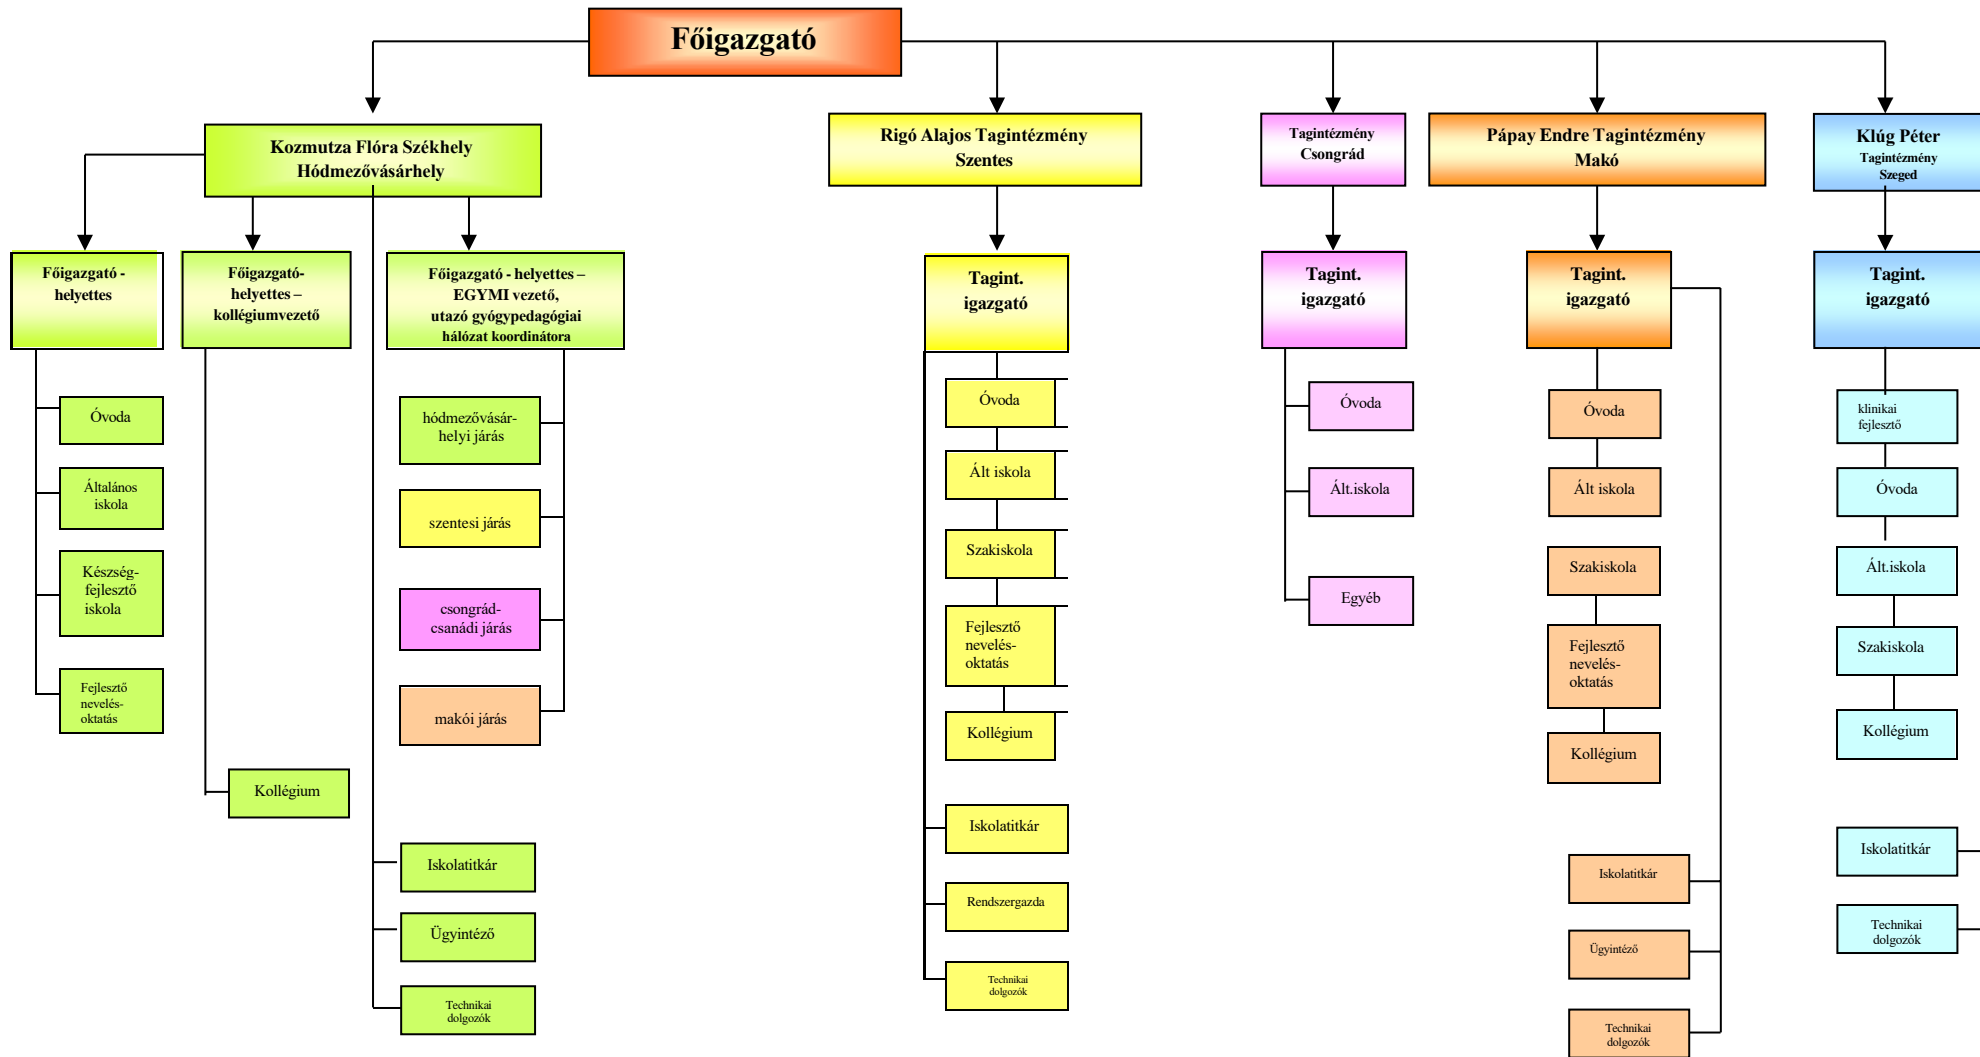 Főigazgató
Kozmutza Flóra Székhely
Hódmezővásárhely
Rigó Alajos Tagintézmény
Szentes
Tagintézmény
Csongrád
Pápay Endre Tagintézmény
Makó
Klúg Péter
Tagintézmény
Szeged
Főigazgató -
helyettes
Főigazgató-
helyettes –
kollégiumvezető
Főigazgató - helyettes –
EGYMI vezető,
utazó gyógypedagógiai
hálózat koordinátora
Tagint.
igazgató
Tagint.
igazgató
Tagint.
igazgató
Tagint.
igazgató
Óvoda
Általános
iskola
Készség-
fejlesztő
iskola
Fejlesztő
nevelés-
oktatás
Kollégium
hódmezővásár-
helyi járás
szentesi járás
csongrád-
csanádi járás
makói járás
Iskolatitkár
Ügyintéző
Technikai
dolgozók
Óvoda
Ált iskola
Szakiskola
Fejlesztő
nevelés-
oktatás
Kollégium
Iskolatitkár
Rendszergazda
Technikai
dolgozók
Óvoda
Ált.iskola
Egyéb
Óvoda
Ált iskola
Szakiskola
Fejlesztő
nevelés-
oktatás
Kollégium
Iskolatitkár
Ügyintéző
Technikai
dolgozók
klinikai
fejlesztő
Óvoda
Ált.iskola
Szakiskola
Kollégium
Iskolatitkár
Technikai
dolgozók